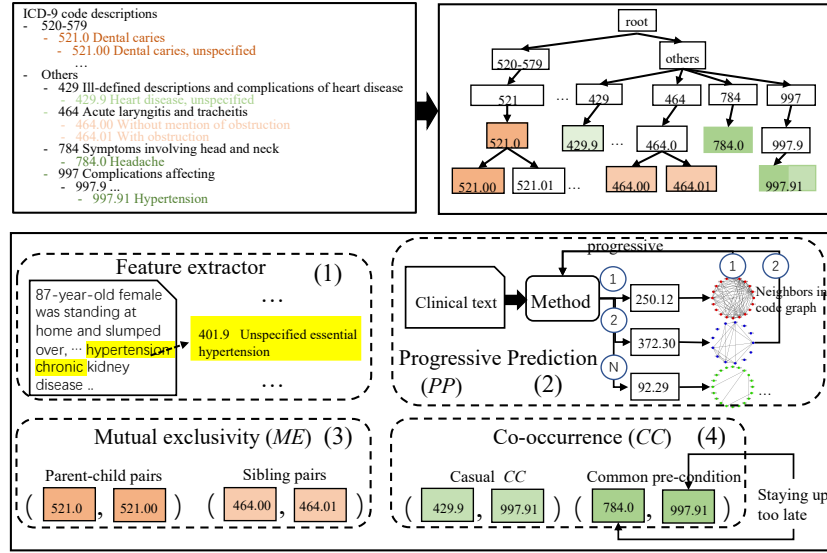 ICD-9 code descriptions
- 520-579
- 521.0 Dental caries
- 521.00 Dental caries, unspecified
...
- Others
- 429 Ill-defined descriptions and complications of heart disease
- 429.9 Heart disease, unspecified
- 464 Acute laryngitis and tracheitis
- 464.00 Without mention of obstruction
- 464.01 With obstruction
- 784 Symptoms involving head and neck
- 784.0 Headache
- 997 Complications affecting
- 997.9 ...
- 997.91 Hypertension
root
520-579
others
521
...
429
464
784
997
521.0
429.9
...
464.0
784.0
997.9
521.00
521.01
...
464.00
464.01
997.91
Feature extractor
(1)
87-year-old female
was standing at
home and slumped
over, ... hypertension
chronic kidney
disease ..
...
401.9 Unspecified essential
hypertension
...
progressive
Clinical text
Method
1
2
N
250.12
372.30
92.29
1
2
Neighbors in
code graph
...
Progressive Prediction
(PP)
(2)
Mutual exclusivity (ME) (3)
Parent-child pairs
Sibling pairs
( 521.0 , 521.00 )
( 464.00 , 464.01 )
Co-occurrence (CC) (4)
Casual CC
Common pre-condition
( 429.9 , 997.91 )
( 784.0 , 997.91 )
Staying up
too late